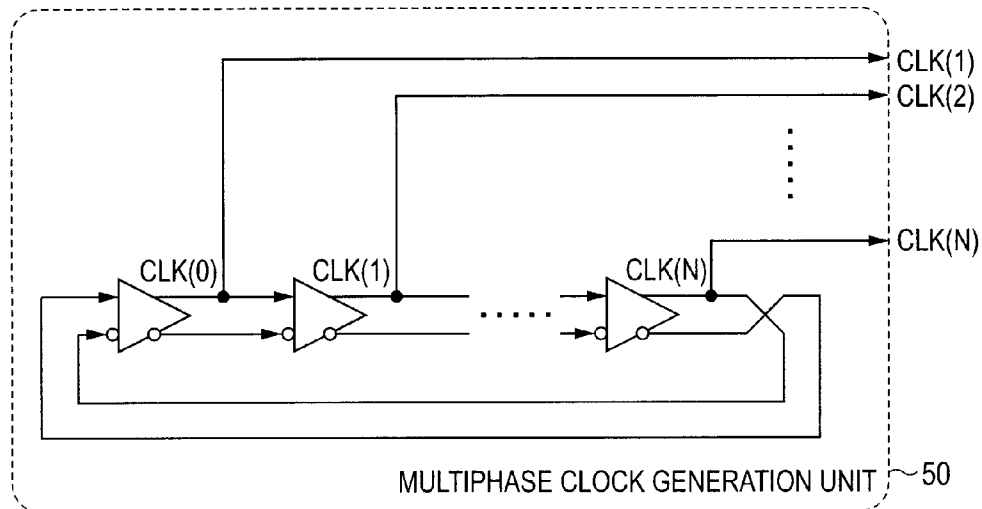 CLK(1)
CLK(2)
CLK(N)
CLK(0)
CLK(1)
CLK(N)
MULTIPHASE CLOCK GENERATION UNIT
50